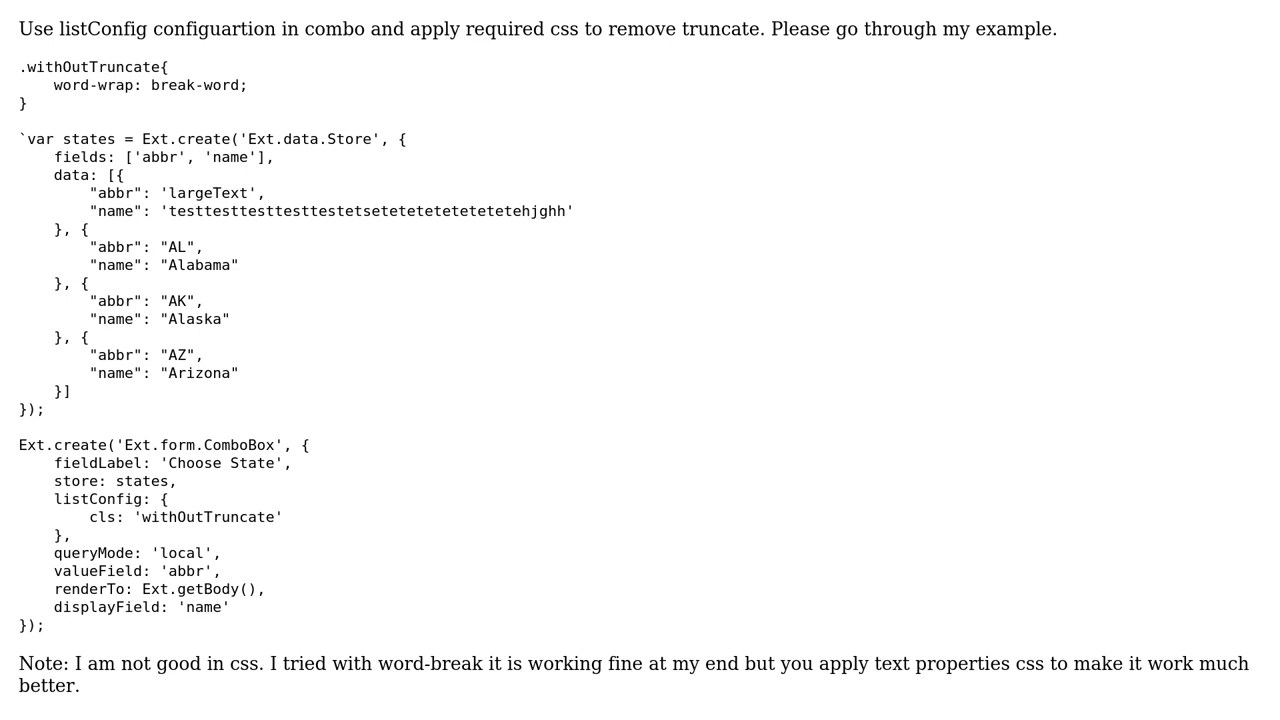 Use listConfig configuartion in combo and apply required css to remove truncate. Please go through my example.
.withOutTruncate{
    word-wrap: break-word;
}
`var states = Ext.create('Ext.data.Store', {
    fields: ['abbr', 'name'],
    data: [{
        "abbr": 'largeText',
        "name": 'testtesttesttesttestetsetetetetetetetetehjghh'
    }, {
        "abbr": "AL",
        "name": "Alabama"
    }, {
        "abbr": "AK",
        "name": "Alaska"
    }, {
        "abbr": "AZ",
        "name": "Arizona"
    }]
});
Ext.create('Ext.form.ComboBox', {
    fieldLabel: 'Choose State',
    store: states,
    listConfig: {
        cls: 'withOutTruncate'
    },
    queryMode: 'local',
    valueField: 'abbr',
    renderTo: Ext.getBody(),
    displayField: 'name'
});
Note: I am not good in css. I tried with word-break it is working fine at my end but you apply text properties css to make it work much
better.